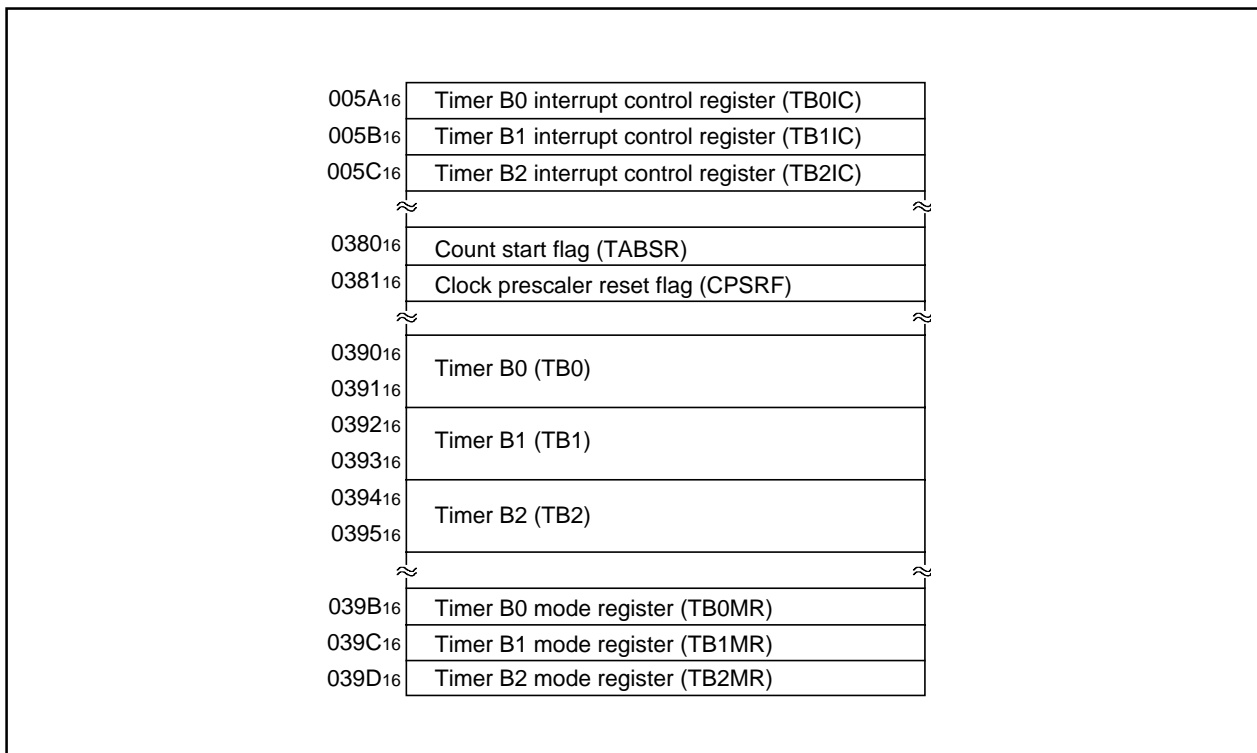 005A16 Timer B0 interrupt control register (TB0IC)
005B16 Timer B1 interrupt control register (TB1IC)
005C16 Timer B2 interrupt control register (TB2IC)
038016 Count start flag (TABSR)
038116 Clock prescaler reset flag (CPSRF)
039016
Timer B0 (TB0)
039116
039216
Timer B1 (TB1)
039316
039416
Timer B2 (TB2)
039516
039B16 Timer B0 mode register (TB0MR)
039C16 Timer B1 mode register (TB1MR)
039D16 Timer B2 mode register (TB2MR)